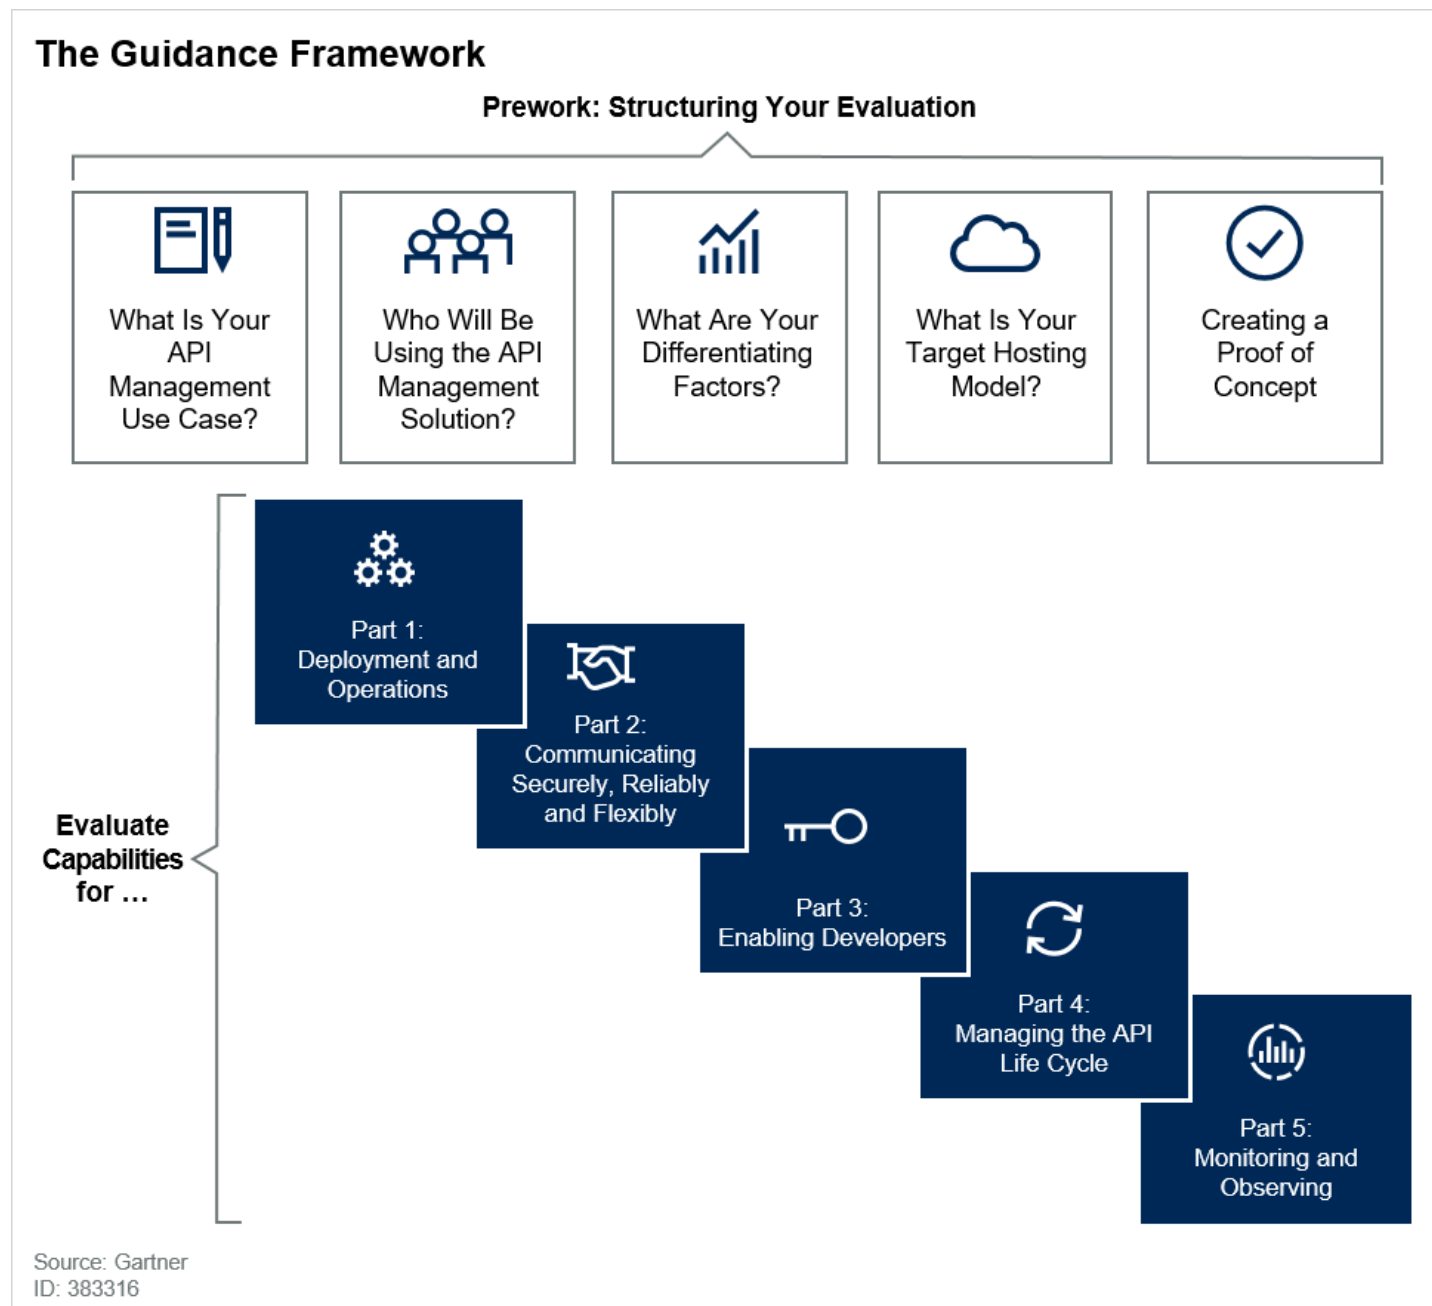 The Guidance Framework
Prework: Structuring Your Evaluation
What Is Your
API
Management
Use Case?
Who Will Be
Using the API
Management
Solution?
What Are Your
Differentiating
Factors?
What Is Your
Target Hosting
Model?
Creating a
Proof of
Concept
Evaluate
Capabilities
for ...
Part 1:
Deployment and
Operations
Part 2:
Communicating
Securely, Reliably
and Flexibly
Part 3:
Enabling Developers
Part 4:
Managing the API
Life Cycle
Part 5:
Monitoring and
Observing
Source: Gartner
ID: 383316